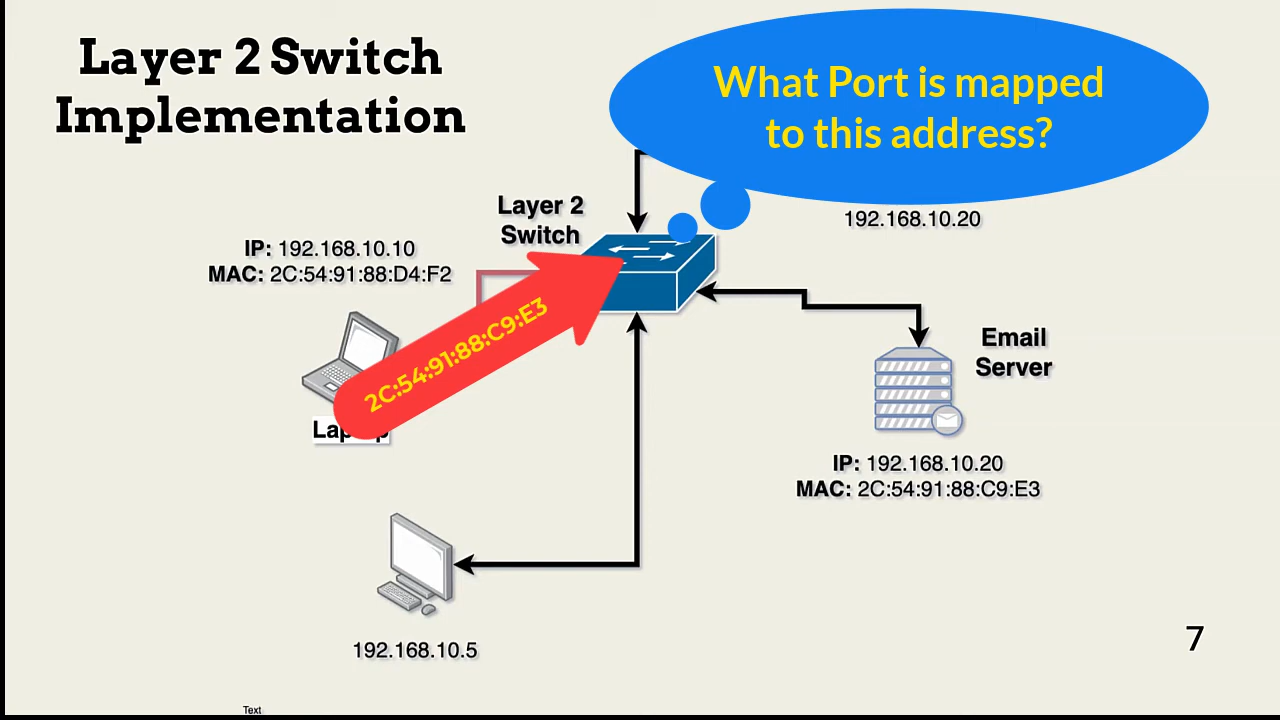 Layer 2 Switch
Implementation
What Port is mapped
to this address?
Layer 2
Switch
192.168.10.20
IP: 192.168.10.10
MAC: 2C:54:91:88:D4:F2
2C:54:91:88:C9:E3
Email
Server
IP: 192.168.10.20
MAC: 2C:54:91:88:C9:E3
192.168.10.5
7
Text